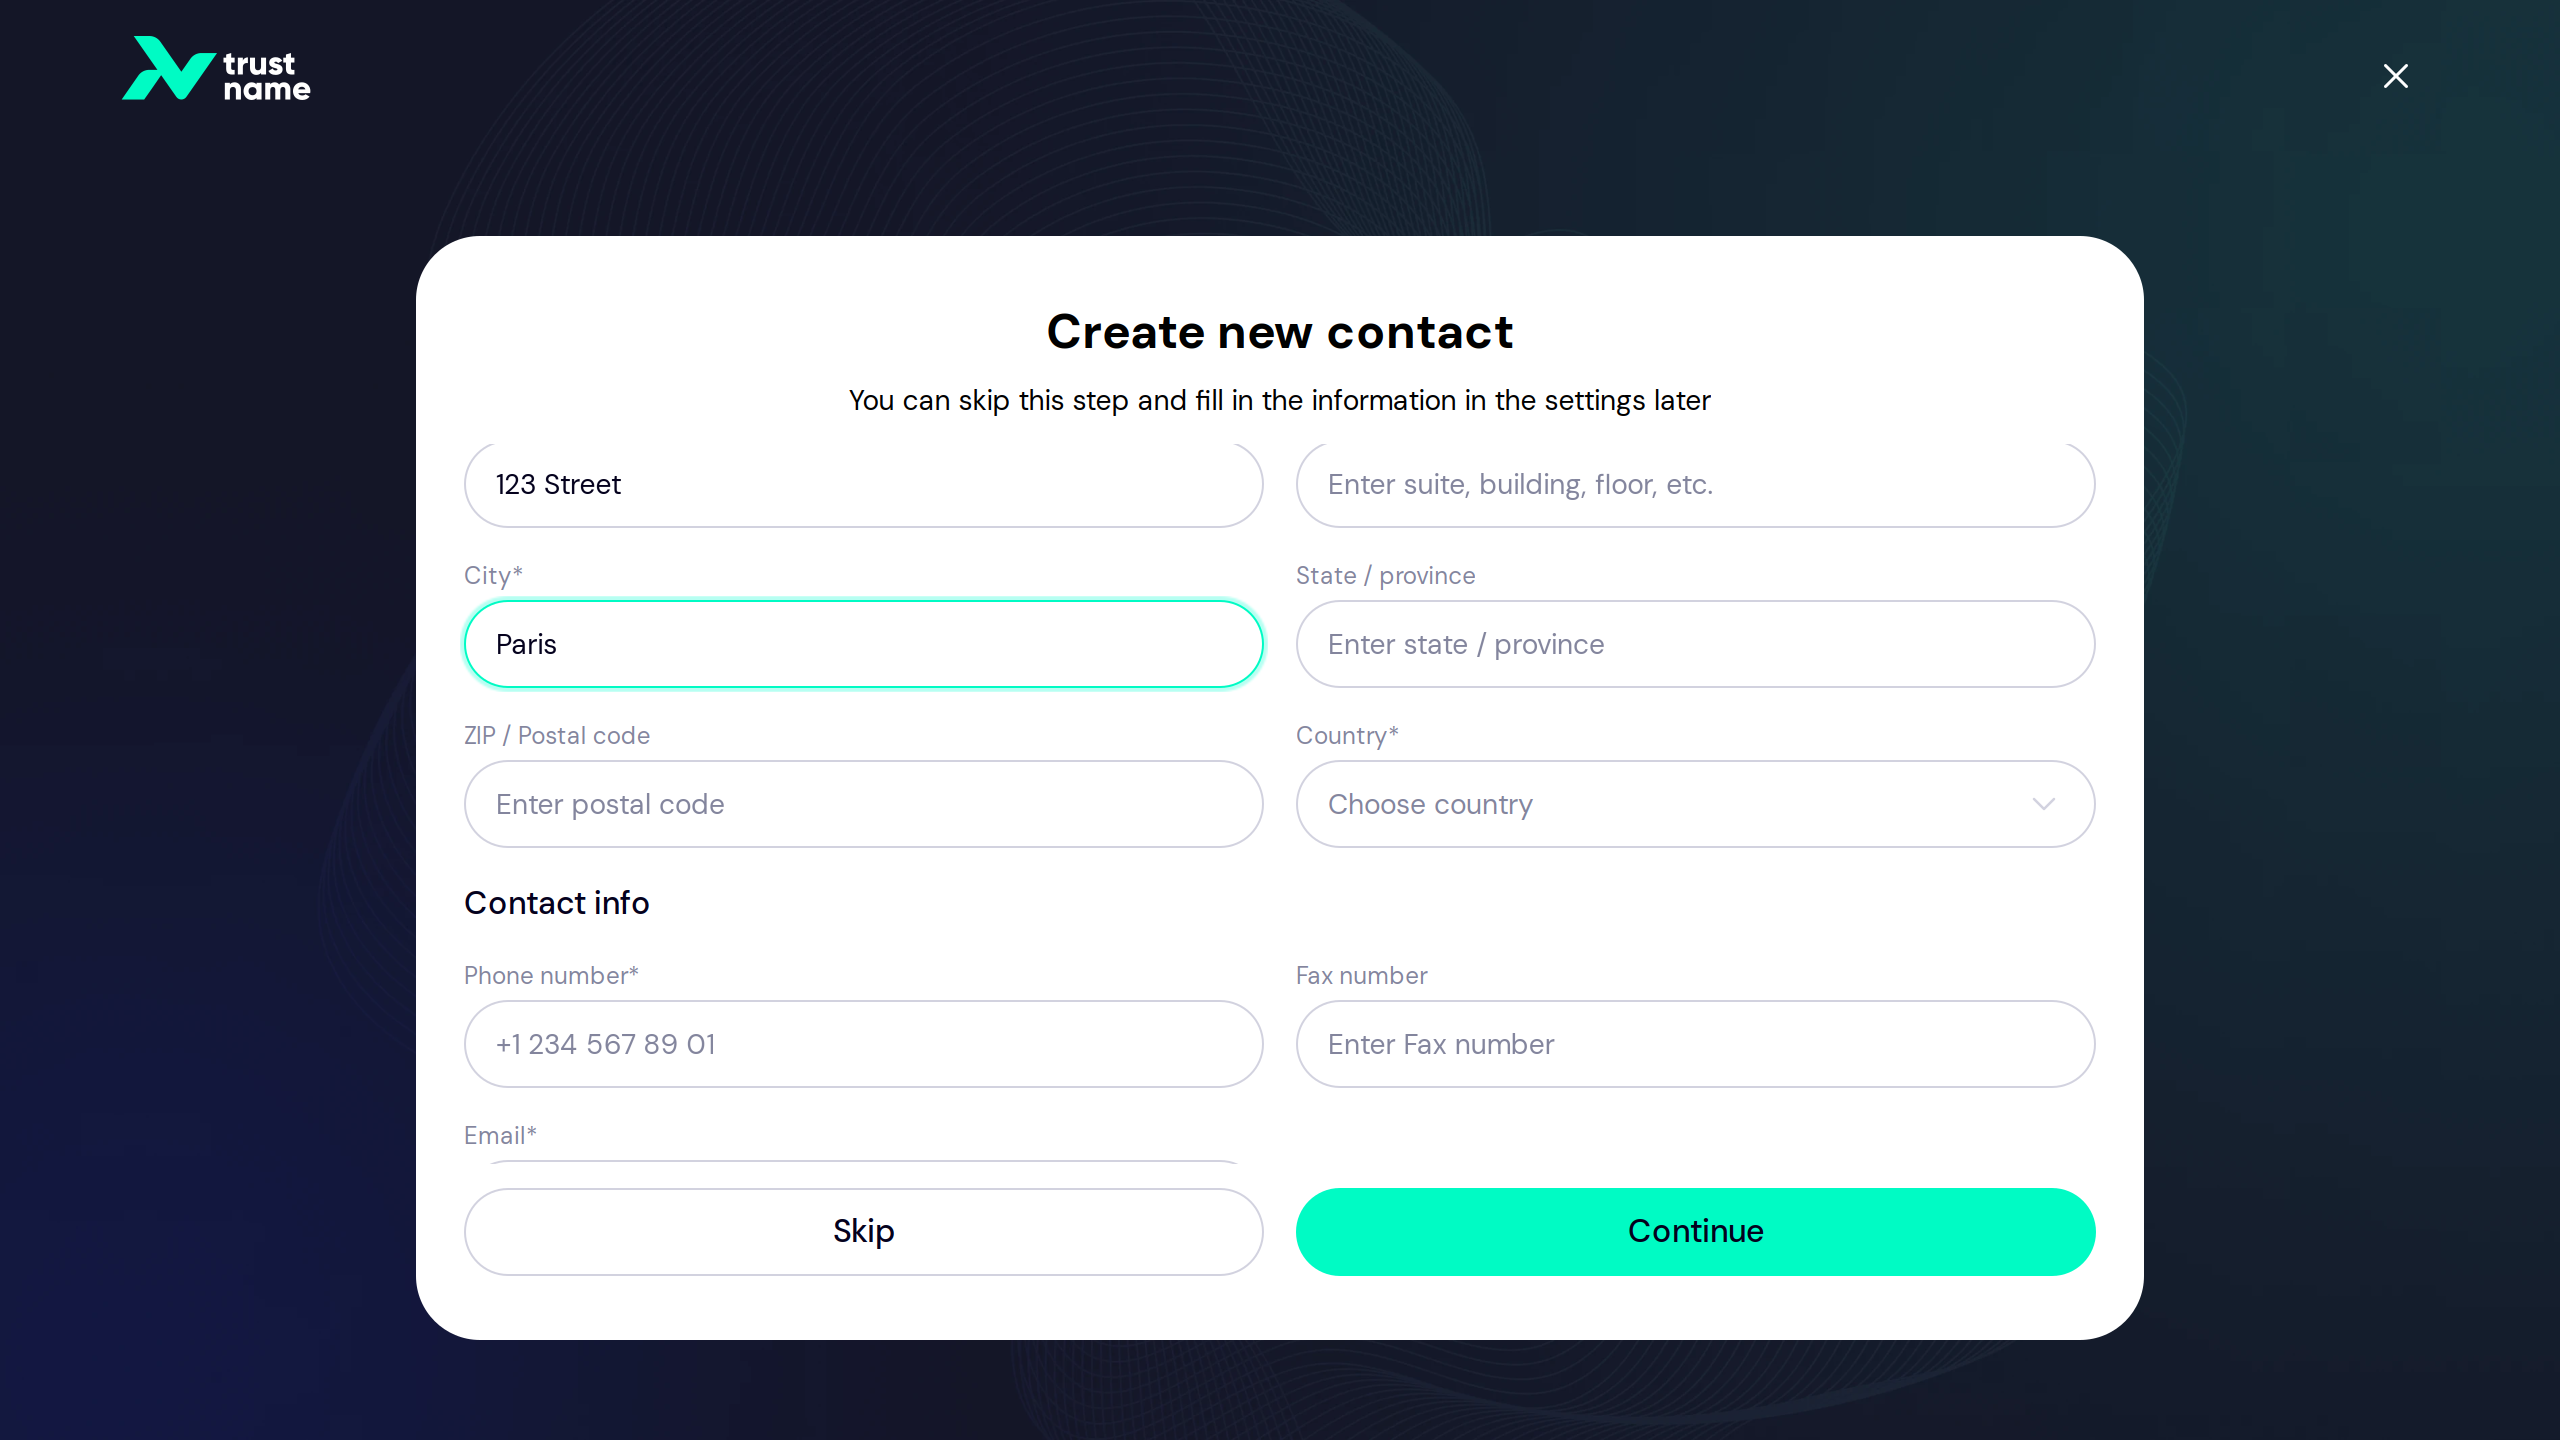 trust
name
Create new contact
You can skip this step and fill in the information in the settings later
123 Street
Enter suite, building, floor, etc.
City*
State / province
Paris
Enter state / province
ZIP / Postal code
Country*
Enter postal code
Choose country
Contact info
Phone number*
Fax number
+1 234 567 89 01
Enter Fax number
Email*
Skip
Continue